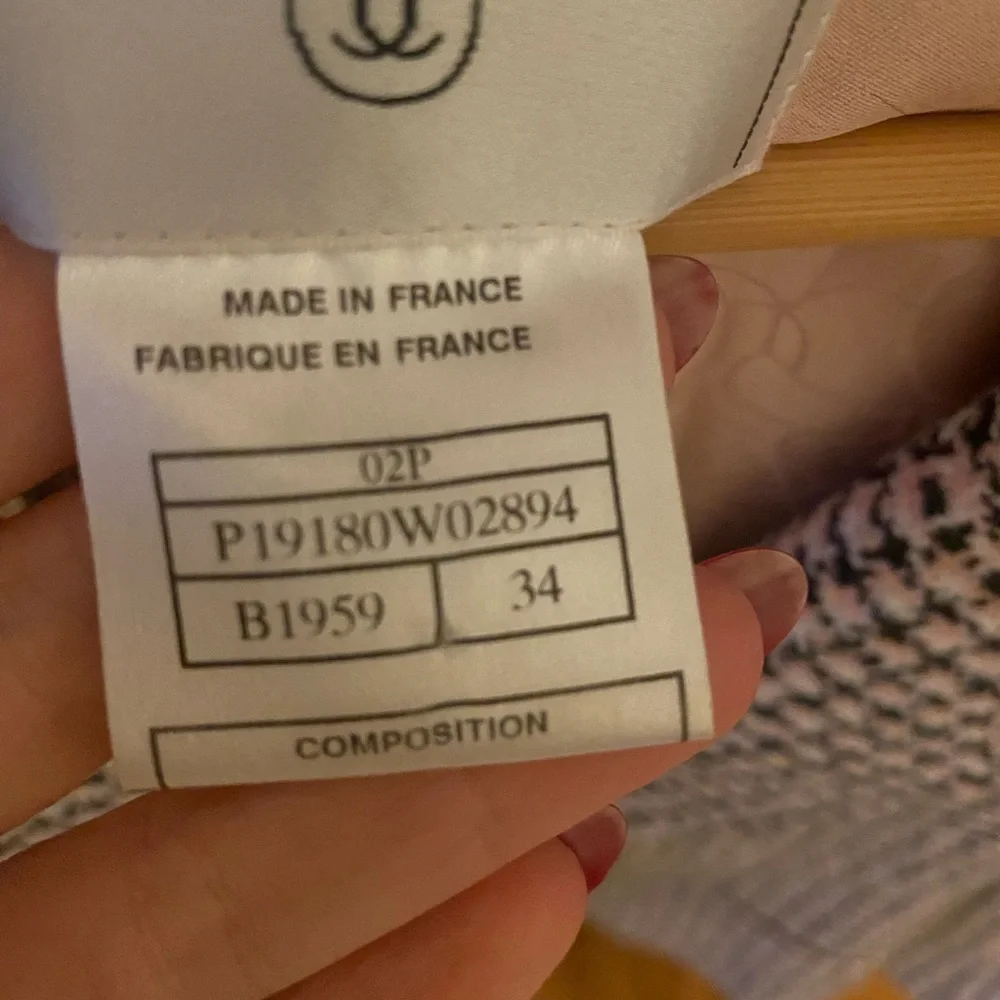 MADE IN FRANCE
FABRIQUE EN FRANCE
02P
P19180W02894
B1959 34
COMPOSITION